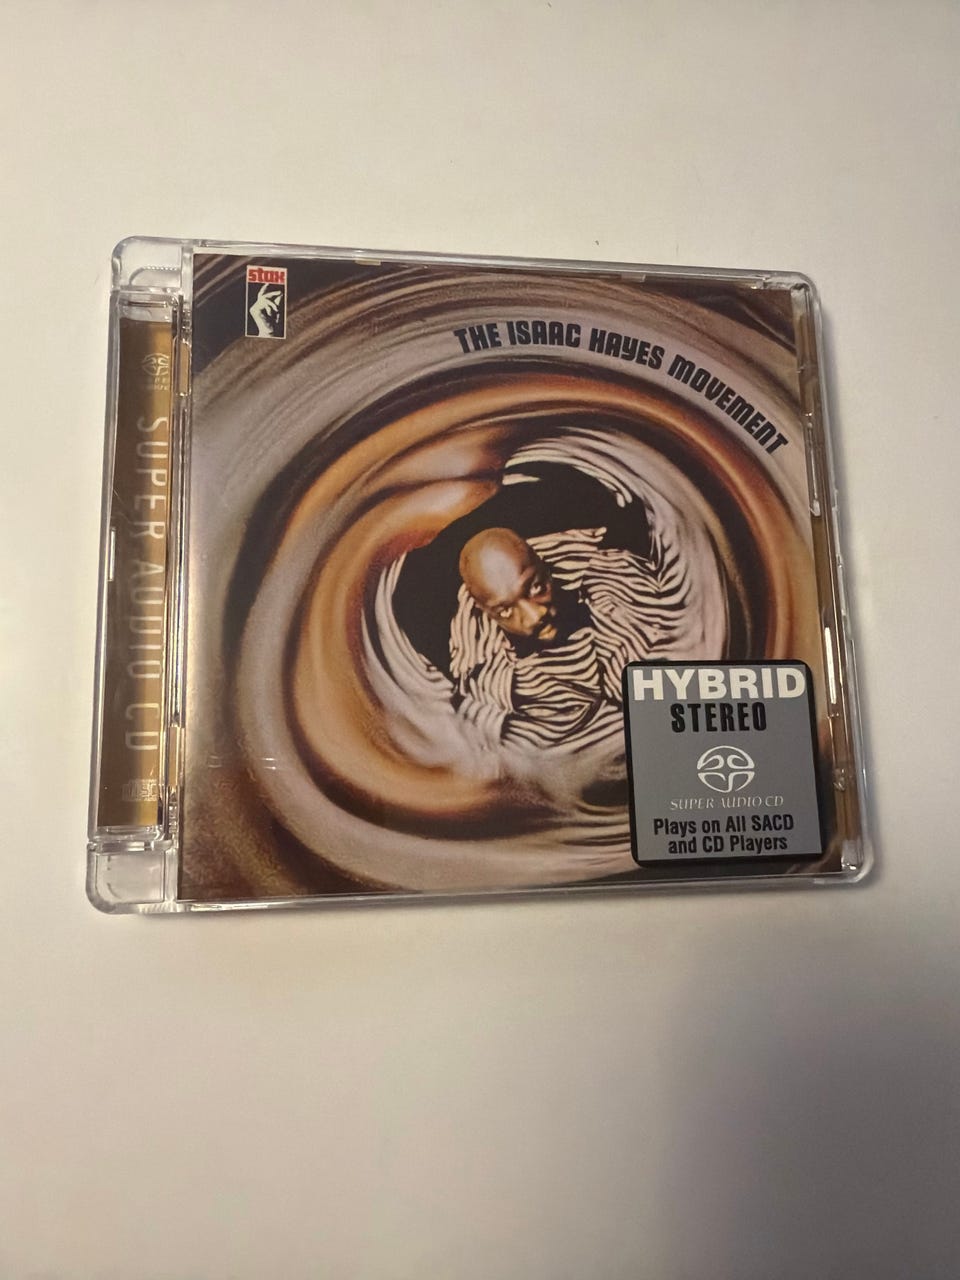 stax
THE ISAAC HAYES MOVEMENT
SUPER AUDIO CD
HYBRID
STEREO
SUPER AUDIO CD
Plays on All SACD
and CD Players